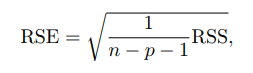 RSE = √(1/(n − p − 1) RSS),